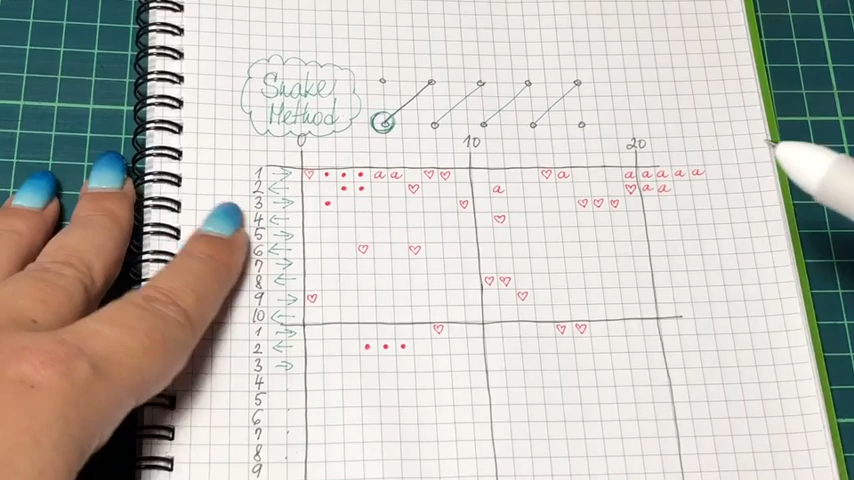 Snake
Method
0 10 20
1 → ♡ • • • a a ♡ ♡ ♡ a a a a a a
2 ← • • ♡ a ♡ a a
3 → • ♡ ♡ ♡ ♡
4 ← ♡
5 →
6 ← ♡ ♡
7 →
8 ← ♡ ♡
9 → ♡ ♡
10 ←
1 → ♡ ♡ ♡
2 ← • • •
3 →
4
5
6
7
8
9